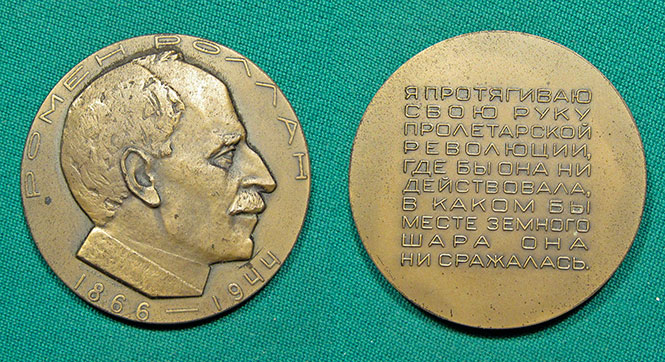 РОМЕН РОЛЛАН
1866—1944
Я ПРОТЯГИВАЮ
СВОЮ РУКУ
ПРОЛЕТАРСКОЙ
РЕВОЛЮЦИИ,
ГДЕ БЫ ОНА НИ
ДЕЙСТВОВАЛА,
В КАКОМ БЫ
МЕСТЕ ЗЕМНОГО
ШАРА ОНА
НИ СРАЖАЛАСЬ.